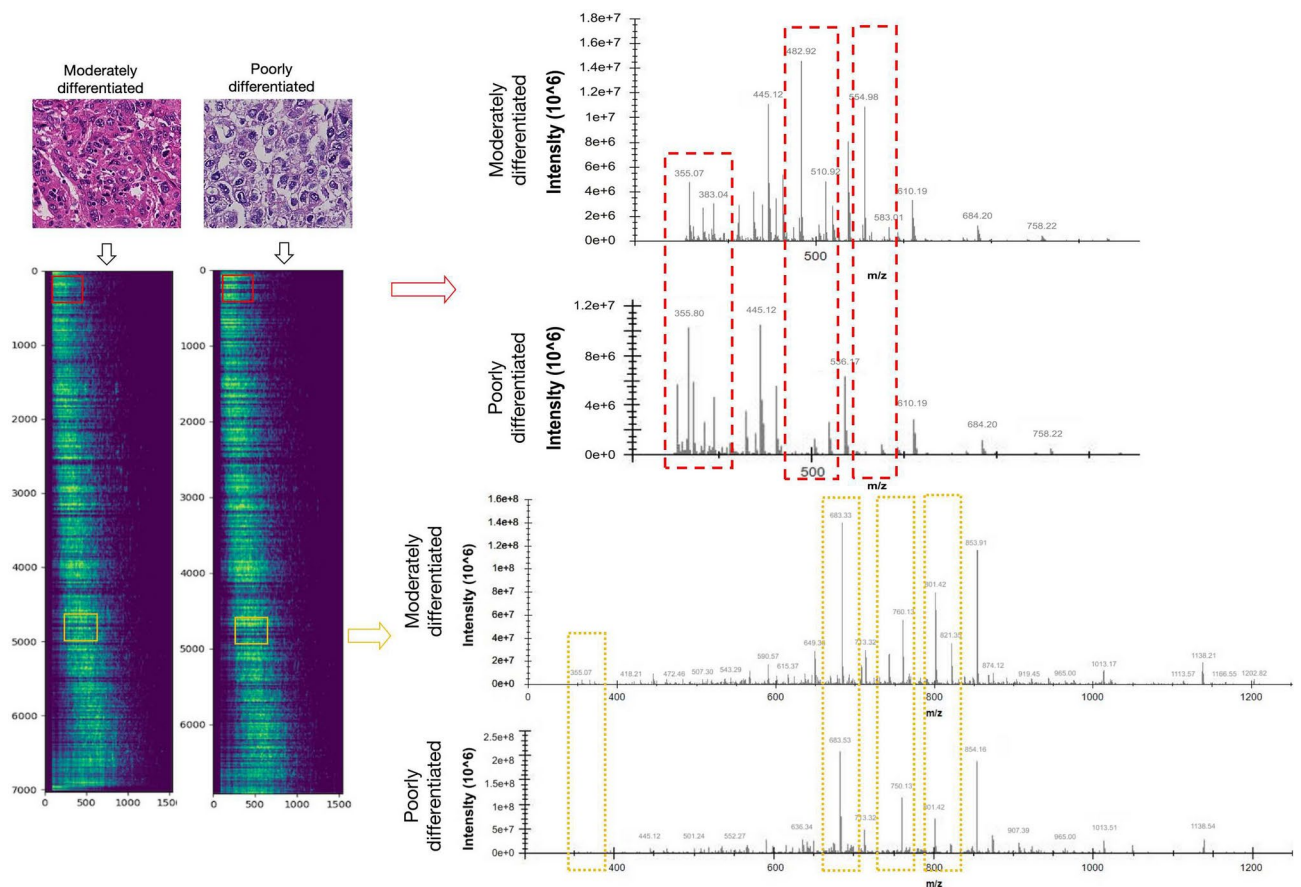 Moderately
differentiated
Poorly
differentiated
0
1000
2000
3000
4000
5000
6000
7000
0
500
1000
150
0
500
1000
1500
Moderately
differentiated
Intensity (10^6)
1.8e+7
1.6e+7
1.4e+7
1.2e+7
1e+7
8e+6
6e+6
4e+6
2e+6
0e+0
355.07
383.04
445.12
482.92
510.92
554.98
583.01
610.19
684.20
758.22
500
m/z
Poorly
differentiated
Intensity (10^6)
1.2e+7
8e+6
4e+6
0e+0
355.80
445.12
536.17
610.19
684.20
758.22
500
m/z
Moderately
differentiated
Intensity (10^6)
1.6e+8
1.4e+8
1.2e+8
1e+8
8e+7
6e+7
4e+7
2e+7
0e+0
355.07
418.21
472.46
507.30
543.29
590.57
615.37
649.36
683.33
713.32
760.13
801.42
821.35
853.91
874.12
919.45
965.00
1013.17
1113.57
1138.21
1166.55
1202.82
400
600
800
1000
1200
m/z
Poorly
differentiated
Intensity (10^6)
2.5e+8
2e+8
1.5e+8
1e+8
5e+7
0e+0
445.12
501.24
552.27
636.34
683.53
713.32
750.13
801.42
854.16
907.39
965.00
1013.51
1138.54
400
600
800
1000
1200
m/z